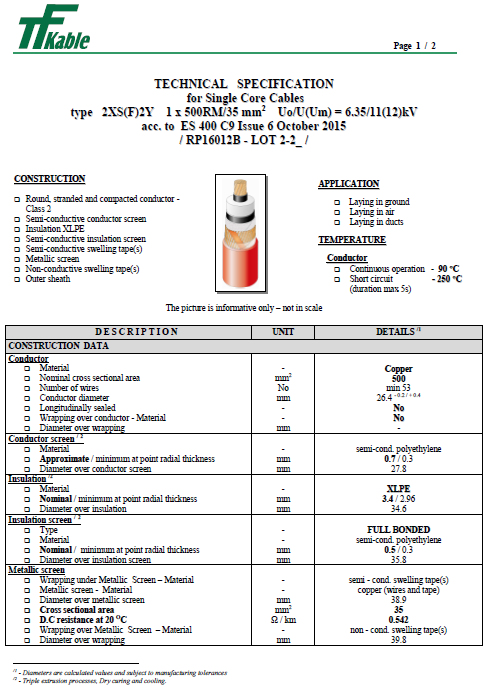 TF
Kable
Page 1 / 2
TECHNICAL SPECIFICATION
for Single Core Cables
type 2XS(F)2Y 1 x 500RM/35 mm² Uo/U(Um) = 6.35/11(12)kV
acc. to ES 400 C9 Issue 6 October 2015
/ RP16012B - LOT 2-2_ /
CONSTRUCTION
❑ Round, stranded and compacted conductor -
Class 2
❑ Semi-conductive conductor screen
❑ Insulation XLPE
❑ Semi-conductive insulation screen
❑ Semi-conductive swelling tape(s)
❑ Metallic screen
❑ Non-conductive swelling tape(s)
❑ Outer sheath
APPLICATION
❑ Laying in ground
❑ Laying in air
❑ Laying in ducts
TEMPERATURE
Conductor
❑ Continuous operation - 90 °C
❑ Short circuit - 250 °C
(duration max 5s)
The picture is informative only – not in scale
DESCRIPTION UNIT DETAILS /1
CONSTRUCTION DATA
Conductor
❑ Material - Copper
❑ Nominal cross sectional area mm² 500
❑ Number of wires No min 53
❑ Conductor diameter mm 26.4 -0.2 / + 0.4
❑ Longitudinally sealed - No
❑ Wrapping over conductor - Material - No
❑ Diameter over wrapping mm -
Conductor screen / 2
❑ Material - semi-cond. polyethylene
❑ Approximate / minimum at point radial thickness mm 0.7 / 0.3
❑ Diameter over conductor screen mm 27.8
Insulation /2
❑ Material - XLPE
❑ Nominal / minimum at point radial thickness mm 3.4 / 2.96
❑ Diameter over insulation mm 34.6
Insulation screen / 2
❑ Type - FULL BONDED
❑ Material - semi-cond. polyethylene
❑ Nominal / minimum at point radial thickness mm 0.5 / 0.3
❑ Diameter over insulation screen mm 35.8
Metallic screen
❑ Wrapping under Metallic Screen – Material - semi - cond. swelling tape(s)
❑ Metallic screen - Material - copper (wires and tape)
❑ Diameter over metallic screen mm 38.9
❑ Cross sectional area mm² 35
❑ D.C resistance at 20 °C Ω / km 0.542
❑ Wrapping over Metallic Screen – Material - non - cond. swelling tape(s)
❑ Diameter over wrapping mm 39.8
/1 - Diameters are calculated values and subject to manufacturing tolerances
/2 - Triple extrusion processes, Dry curing and cooling.